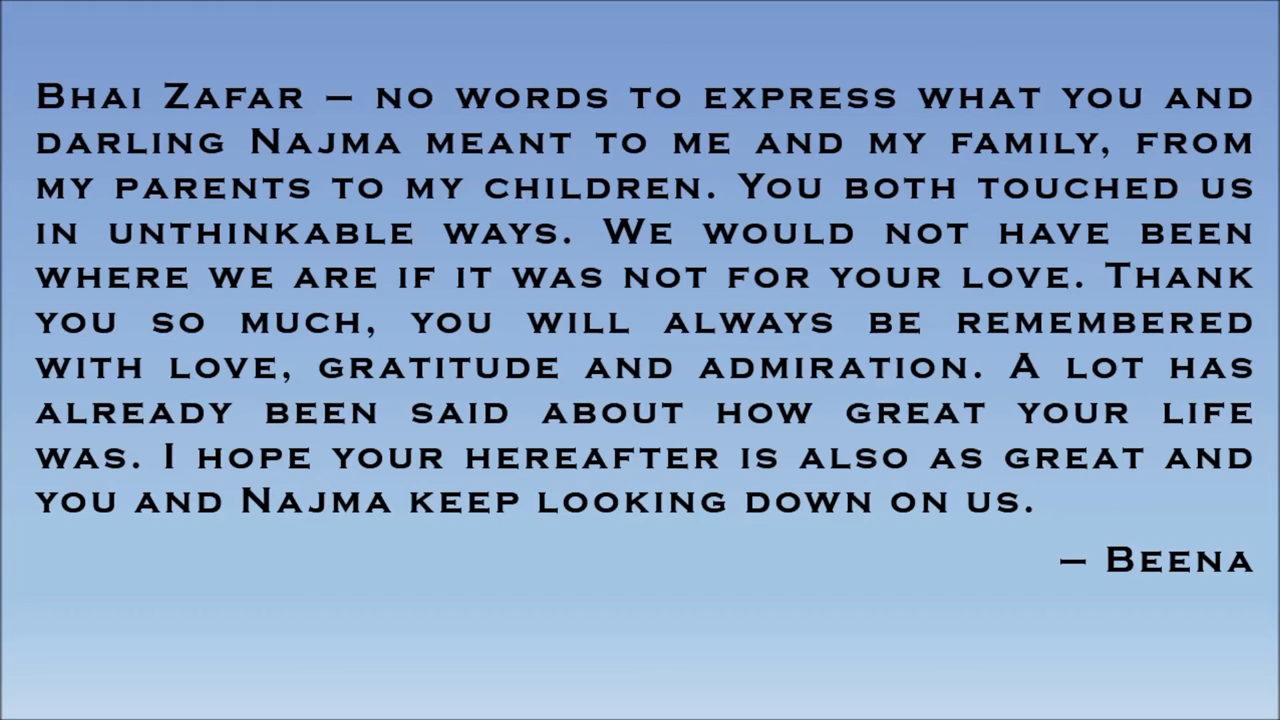 Bhai Zafar – no words to express what you and
darling Najma meant to me and my family, from
my parents to my children. You both touched us
in unthinkable ways. We would not have been
where we are if it was not for your love. Thank
you so much, you will always be remembered
with love, gratitude and admiration. A lot has
already been said about how great your life
was. I hope your hereafter is also as great and
you and Najma keep looking down on us.
– Beena